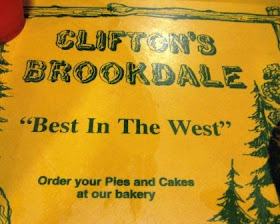 CLIFTON'S
BROOKDALE
"Best In The West"
Order your Pies and Cakes
at our bakery